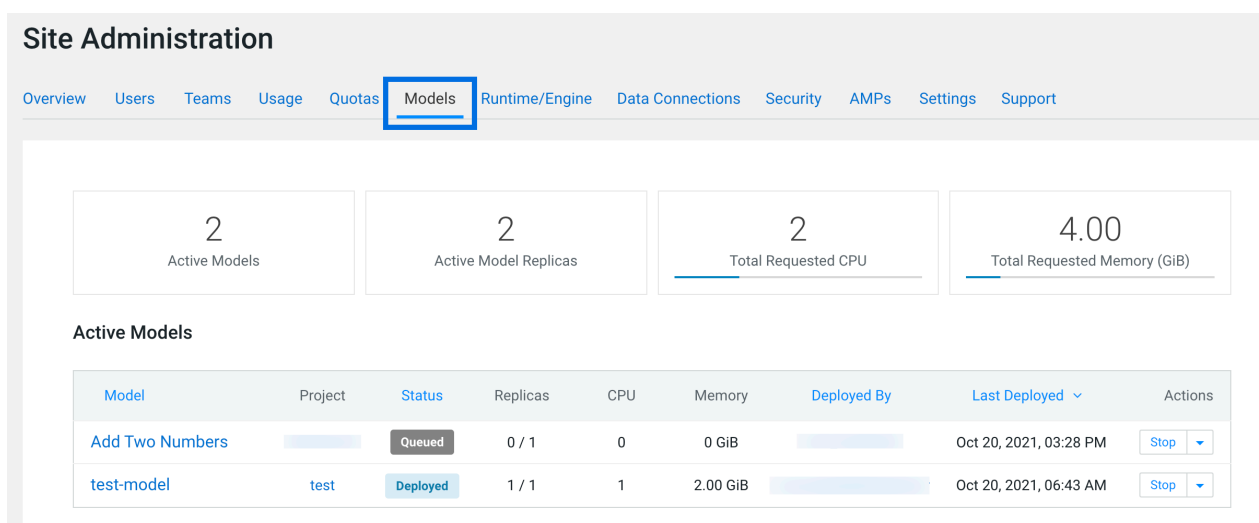 Site Administration
Overview Users Teams Usage Quotas Models Runtime/Engine Data Connections Security AMPs Settings Support
2 2 2 4.00
Active Models Active Model Replicas Total Requested CPU Total Requested Memory (GiB)
Active Models
Model Project Status Replicas CPU Memory Deployed By Last Deployed Actions
Add Two Numbers Queued 0 / 1 0 0 GiB Oct 20, 2021, 03:28 PM Stop
test-model test Deployed 1 / 1 1 2.00 GiB Oct 20, 2021, 06:43 AM Stop